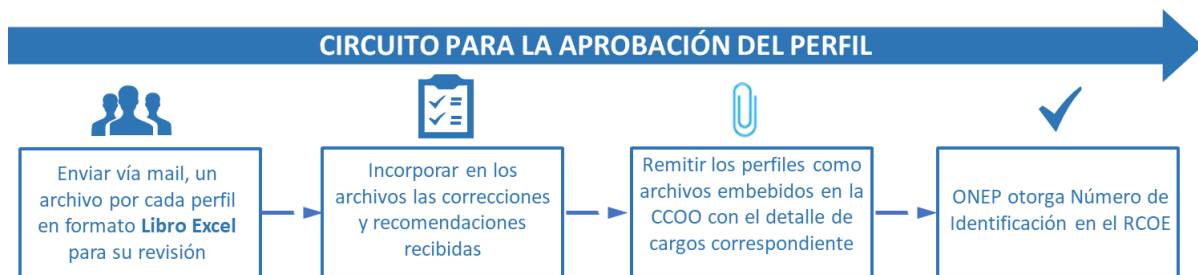 CIRCUITO PARA LA APROBACIÓN DEL PERFIL
Enviar vía mail, un
archivo por cada perfil
en formato Libro Excel
para su revisión
Incorporar en los
archivos las correcciones
y recomendaciones
recibidas
Remitir los perfiles como
archivos embebidos en la
CCOO con el detalle de
cargos correspondiente
ONEP otorga Número de
Identificación en el RCOE